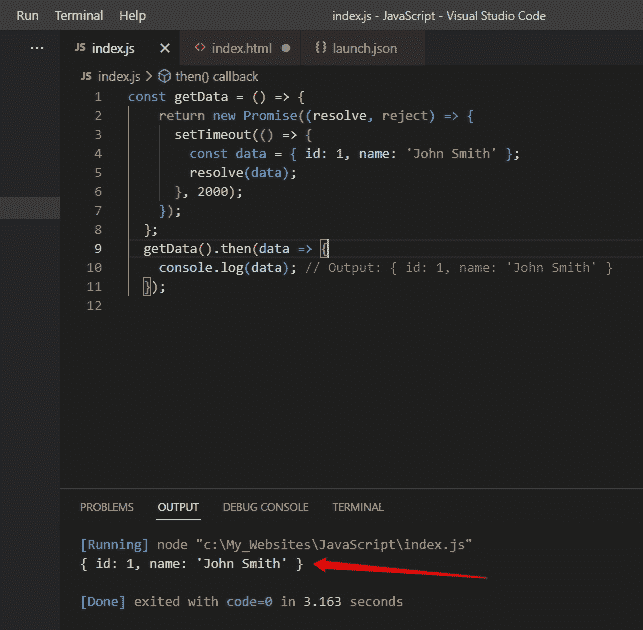 Run Terminal Help index.js - JavaScript - Visual Studio Code
... JS index.js × <> index.html ● {} launch.json
JS index.js > then() callback
1 const getData = () => {
2 return new Promise((resolve, reject) => {
3 setTimeout(() => {
4 const data = { id: 1, name: 'John Smith' };
5 resolve(data);
6 }, 2000);
7 });
8 };
9 getData().then(data => {
10 console.log(data); // Output: { id: 1, name: 'John Smith' }
11 });
12
PROBLEMS OUTPUT DEBUG CONSOLE TERMINAL
[Running] node "c:\My_Websites\JavaScript\index.js"
{ id: 1, name: 'John Smith' }
[Done] exited with code=0 in 3.163 seconds